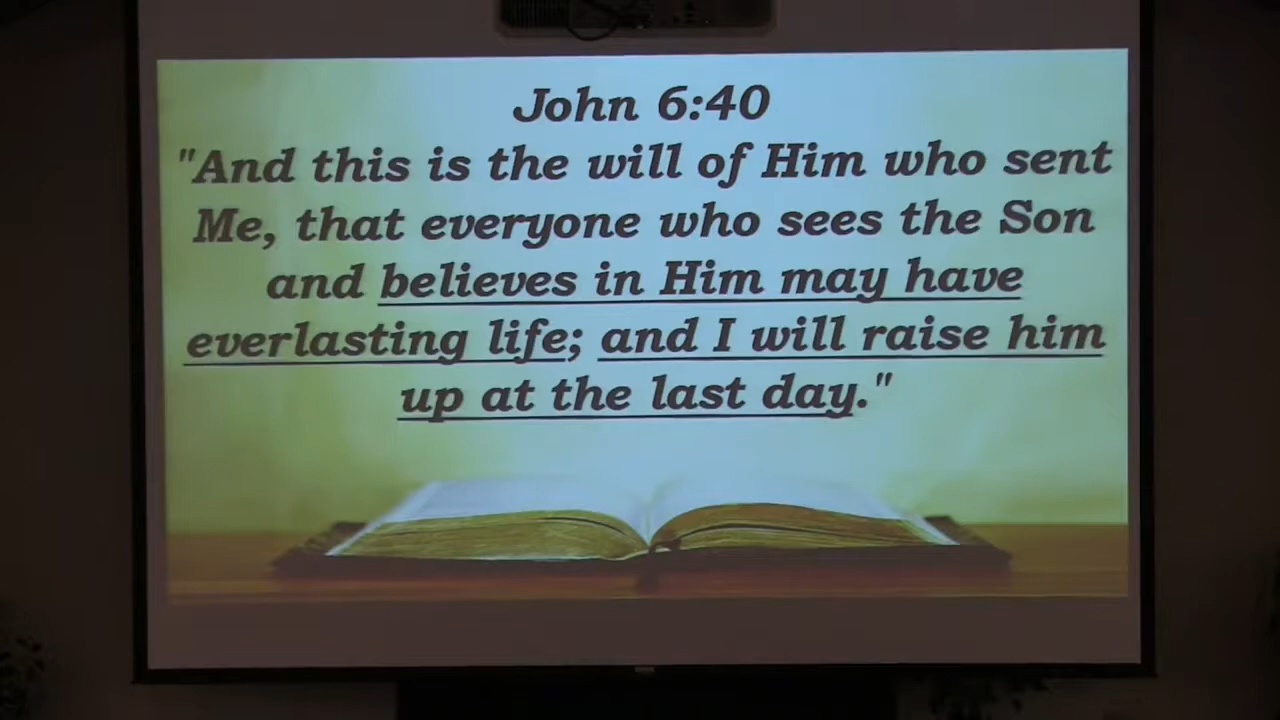 John 6:40
"And this is the will of Him who sent
Me, that everyone who sees the Son
and believes in Him may have
everlasting life; and I will raise him
up at the last day."